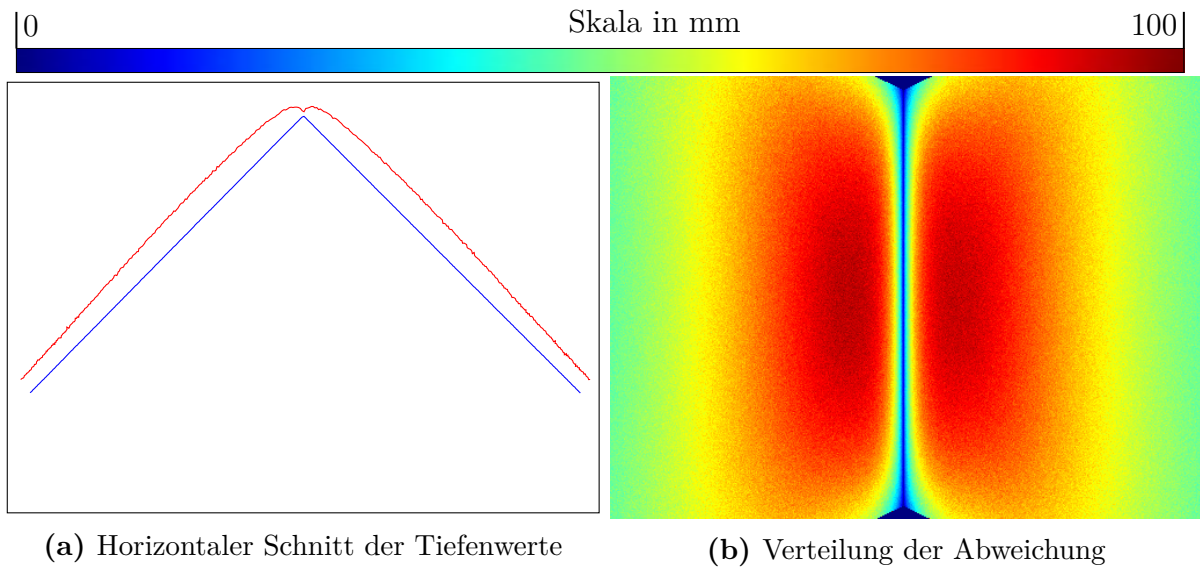 0 Skala in mm 100
(a) Horizontaler Schnitt der Tiefenwerte
(b) Verteilung der Abweichung